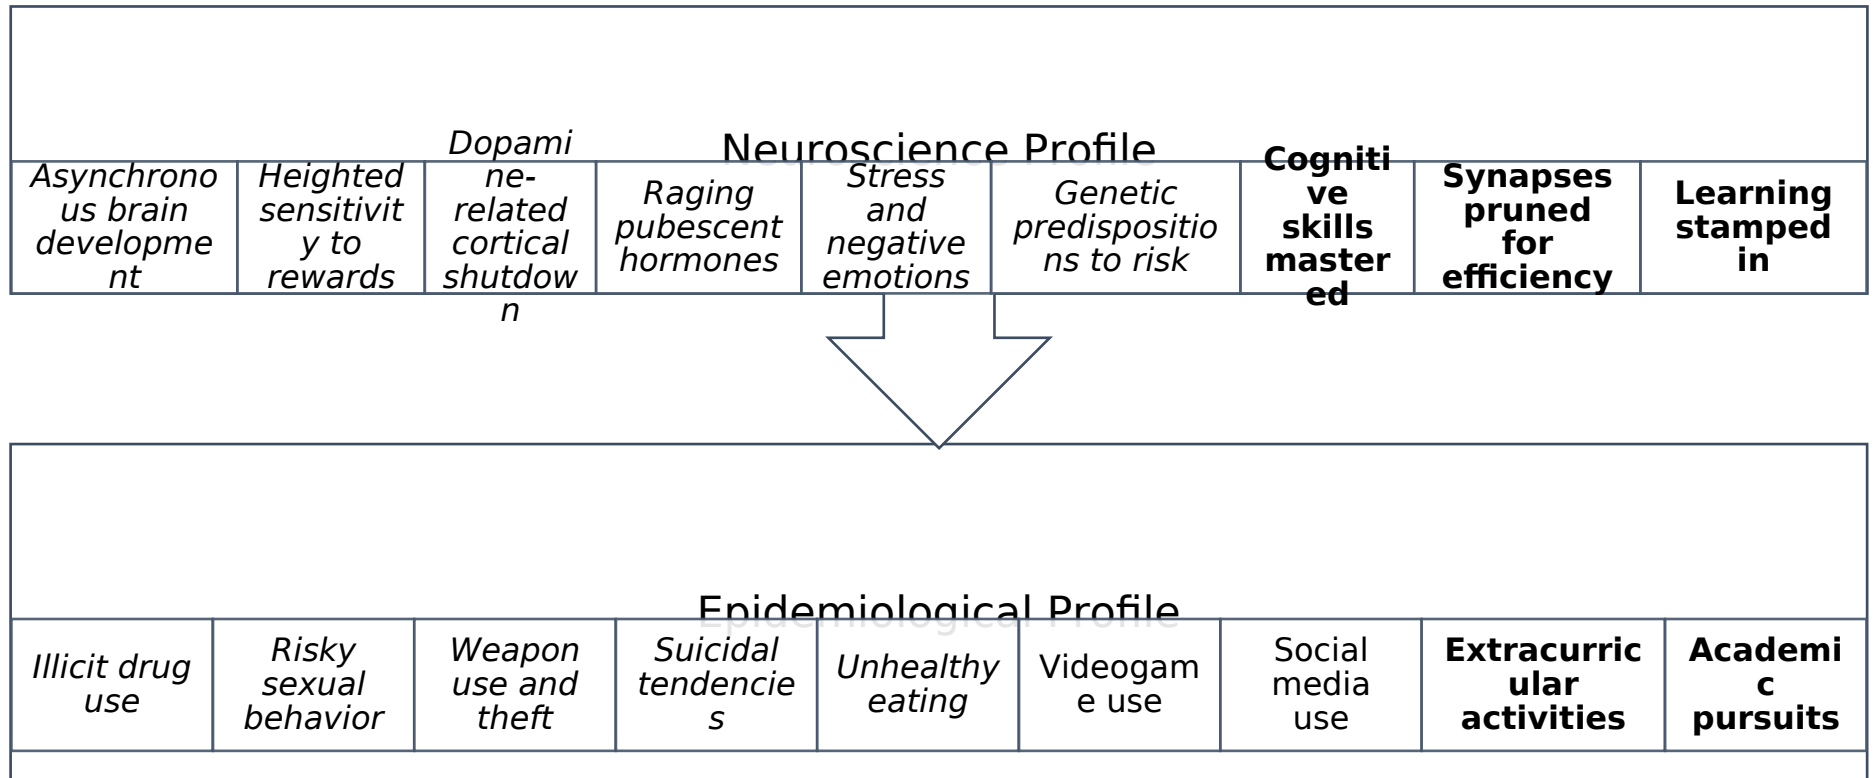 Neuroscience Profile
Asynchrono
us brain
developme
nt
Heighted
sensitivit
y to
rewards
Dopami
ne-
related
cortical
shutdow
n
Raging
pubescent
hormones
Stress
and
negative
emotions
Genetic
predispositio
ns to risk
Cogniti
ve
skills
master
ed
Synapses
pruned
for
efficiency
Learning
stamped
in
Epidemiological Profile
Illicit drug
use
Risky
sexual
behavior
Weapon
use and
theft
Suicidal
tendencie
s
Unhealthy
eating
Videogam
e use
Social
media
use
Extracurric
ular
activities
Academi
c
pursuits